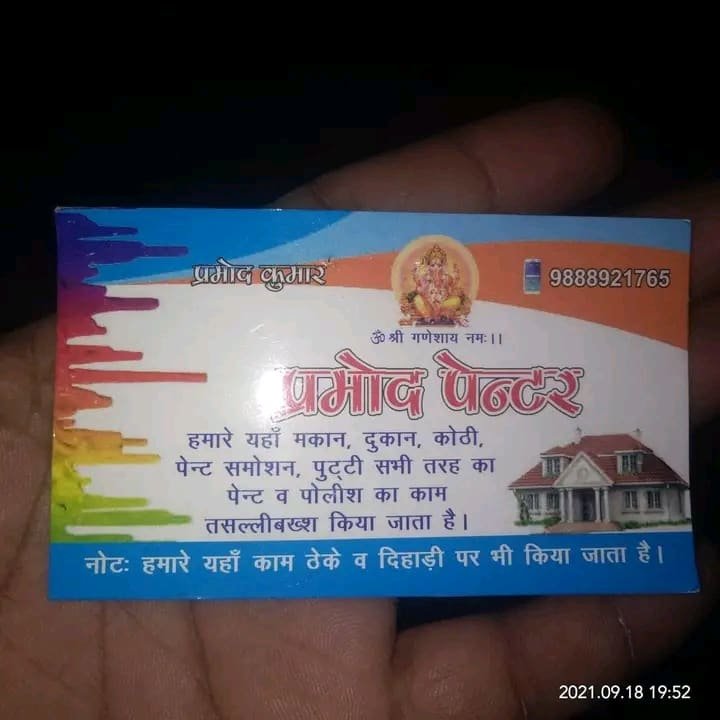 प्रमोद कुमार
9888921765
ॐ श्री गणेशाय नमः।।
प्रमोद पेन्टर
हमारे यहाँ मकान, दुकान, कोठी,
पेन्ट समोशन, पुट्टी सभी तरह का
पेन्ट व पोलीश का काम
तसल्लीबख्श किया जाता है।
नोटः हमारे यहाँ काम ठेके व दिहाड़ी पर भी किया जाता है।
2021.09.18 19:52